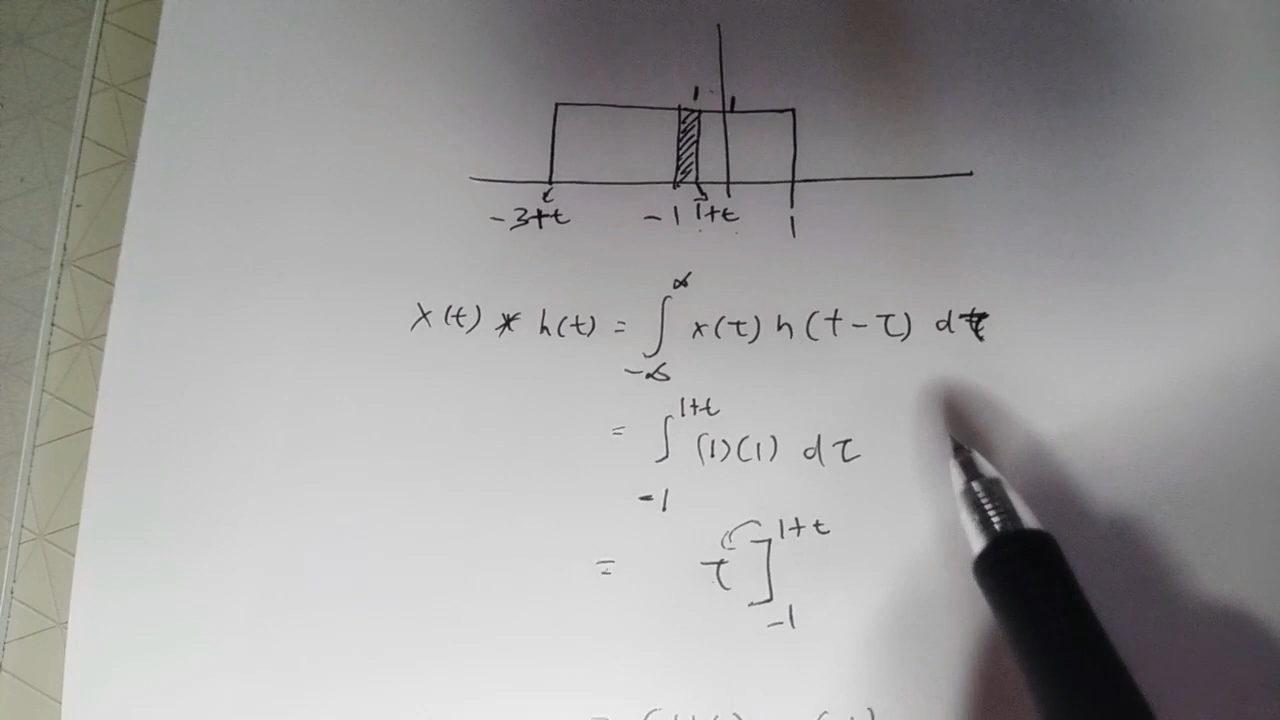 1 1
-3+t -1 1+t 1
x(t) * h(t) = ∫_{-∞}^{∞} x(τ) h(t-τ) dτ
= ∫_{-1}^{1+t} (1)(1) dτ
= τ ]_{-1}^{1+t}